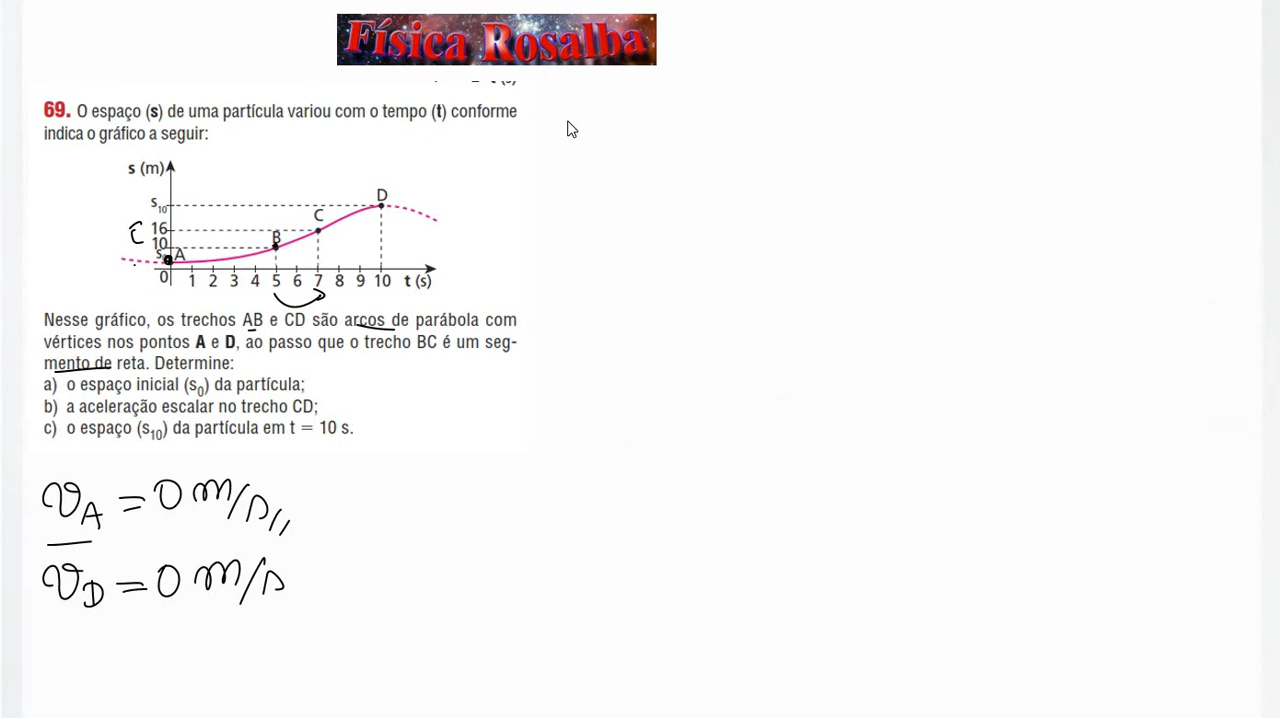 Física Rosalba
69. O espaço (s) de uma partícula variou com o tempo (t) conforme
indica o gráfico a seguir:
s (m)
D
s10
C
16
B
10
A
0 1 2 3 4 5 6 7 8 9 10 t (s)
Nesse gráfico, os trechos AB e CD são arcos de parábola com
vértices nos pontos A e D, ao passo que o trecho BC é um seg-
mento de reta. Determine:
a) o espaço inicial (s0) da partícula;
b) a aceleração escalar no trecho CD;
c) o espaço (s10) da partícula em t = 10 s.
vA = 0 m/s
vD = 0 m/s